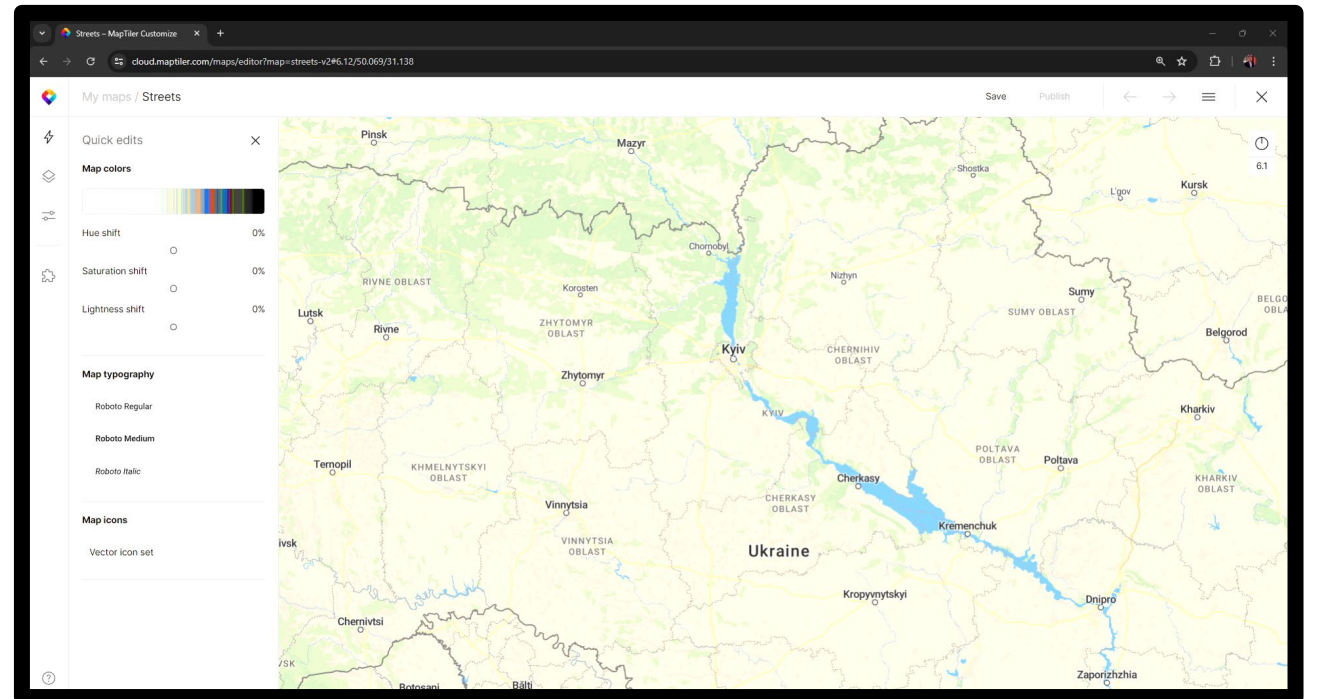 Streets – MapTiler Customize
cloud.maptiler.com/maps/editor?map=streets-v2#6.12/50.069/31.138
My maps / Streets
Save
Publish
Quick edits
Map colors
Hue shift 0%
Saturation shift 0%
Lightness shift 0%
Map typography
Roboto Regular
Roboto Medium
Roboto Italic
Map icons
Vector icon set
6.1
Pinsk
Mazyr
Shostka
L'gov
Kursk
Chornobyl
Nizhyn
RIVNE OBLAST
Korosten
Sumy
SUMY OBLAST
BELGO
OBLA
Lutsk
Rivne
ZHYTOMYR
OBLAST
Belgorod
Kyiv
CHERNIHIV
OBLAST
Zhytomyr
KYIV
Kharkiv
POLTAVA
OBLAST
Poltava
Ternopil
KHMELNYTSKYI
OBLAST
Cherkasy
KHARKIV
OBLAST
Vinnytsia
CHERKASY
OBLAST
Kremenchuk
ivsk
VINNYTSIA
OBLAST
Ukraine
Kropyvnytskyi
Dnipro
Chernivtsi
VSK
Zaporizhzhia
Botoșani
Bălți